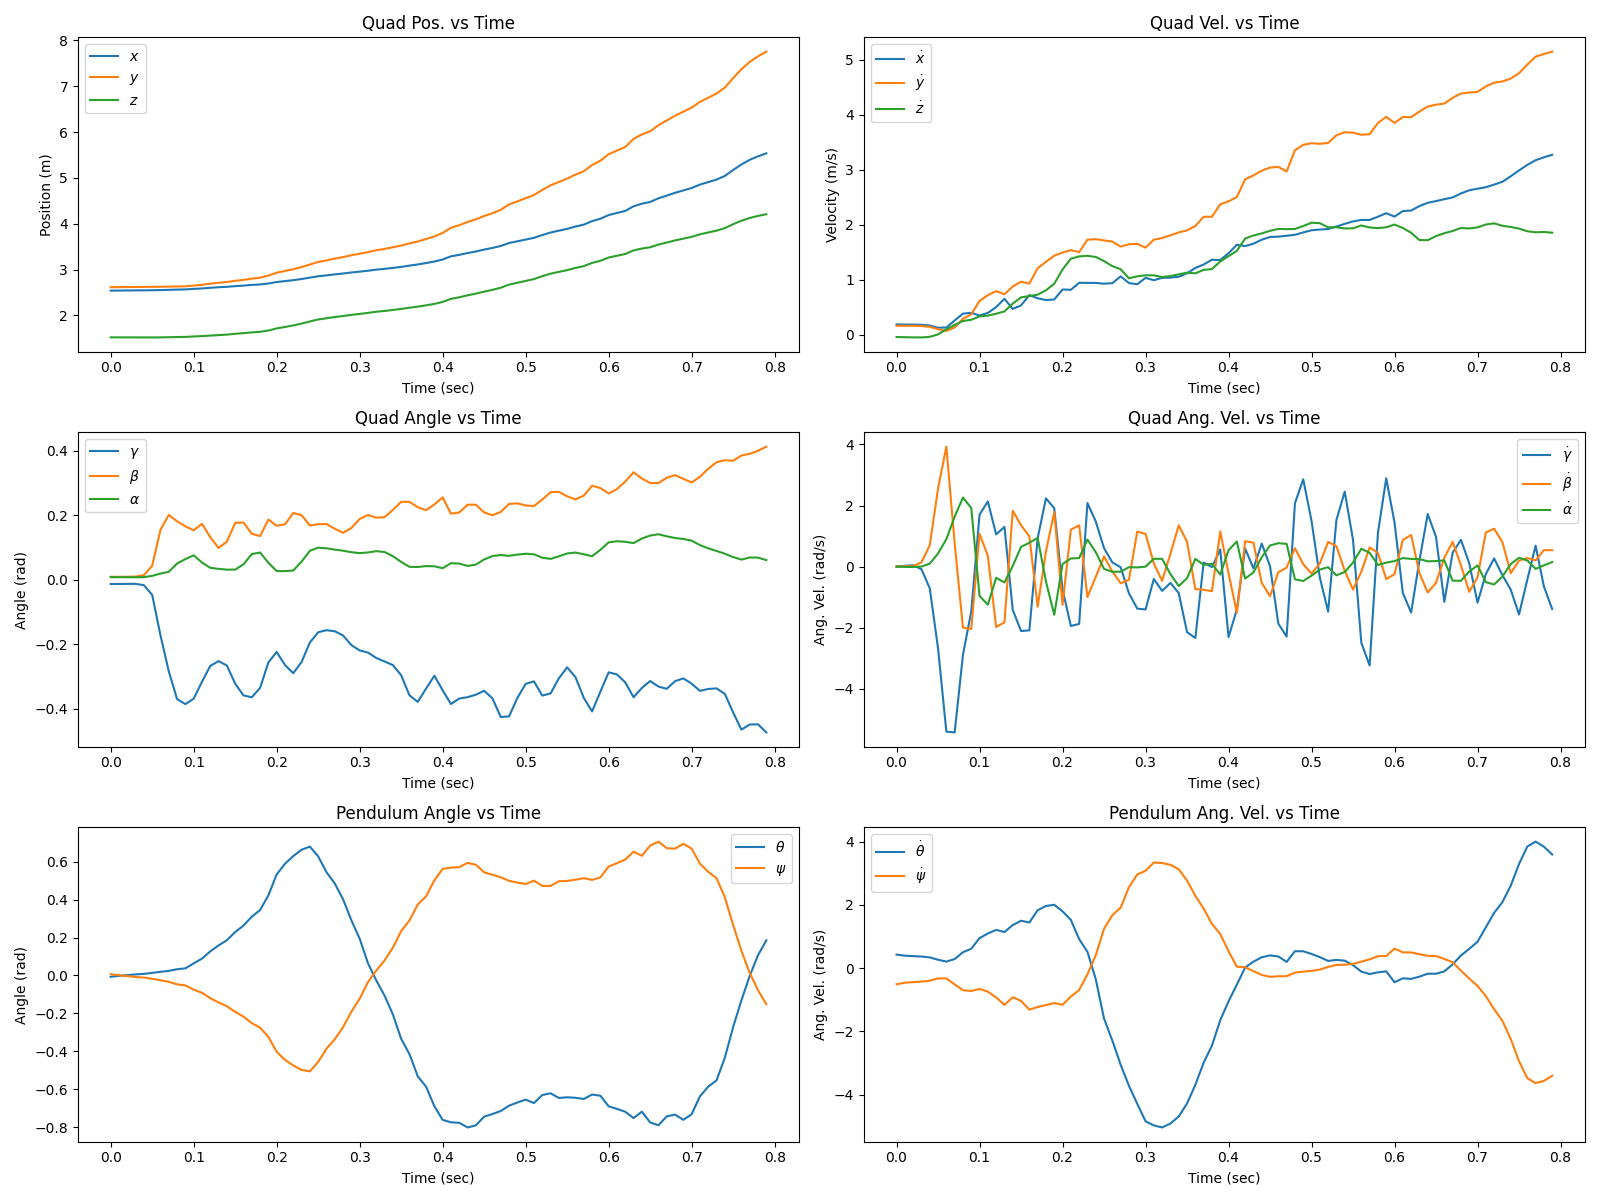 Quad Pos. vs Time
x
y
z
Position (m)
8
7
6
5
4
3
2
0.0 0.1 0.2 0.3 0.4 0.5 0.6 0.7 0.8
Time (sec)
Quad Vel. vs Time
ẋ
ẏ
ż
Velocity (m/s)
5
4
3
2
1
0
0.0 0.1 0.2 0.3 0.4 0.5 0.6 0.7 0.8
Time (sec)
Quad Angle vs Time
γ
β
α
Angle (rad)
0.4
0.2
0.0
−0.2
−0.4
0.0 0.1 0.2 0.3 0.4 0.5 0.6 0.7 0.8
Time (sec)
Quad Ang. Vel. vs Time
γ̇
β̇
α̇
Ang. Vel. (rad/s)
4
2
0
−2
−4
0.0 0.1 0.2 0.3 0.4 0.5 0.6 0.7 0.8
Time (sec)
Pendulum Angle vs Time
θ
ψ
Angle (rad)
0.6
0.4
0.2
0.0
−0.2
−0.4
−0.6
−0.8
0.0 0.1 0.2 0.3 0.4 0.5 0.6 0.7 0.8
Time (sec)
Pendulum Ang. Vel. vs Time
θ̇
ψ̇
Ang. Vel. (rad/s)
4
2
0
−2
−4
0.0 0.1 0.2 0.3 0.4 0.5 0.6 0.7 0.8
Time (sec)